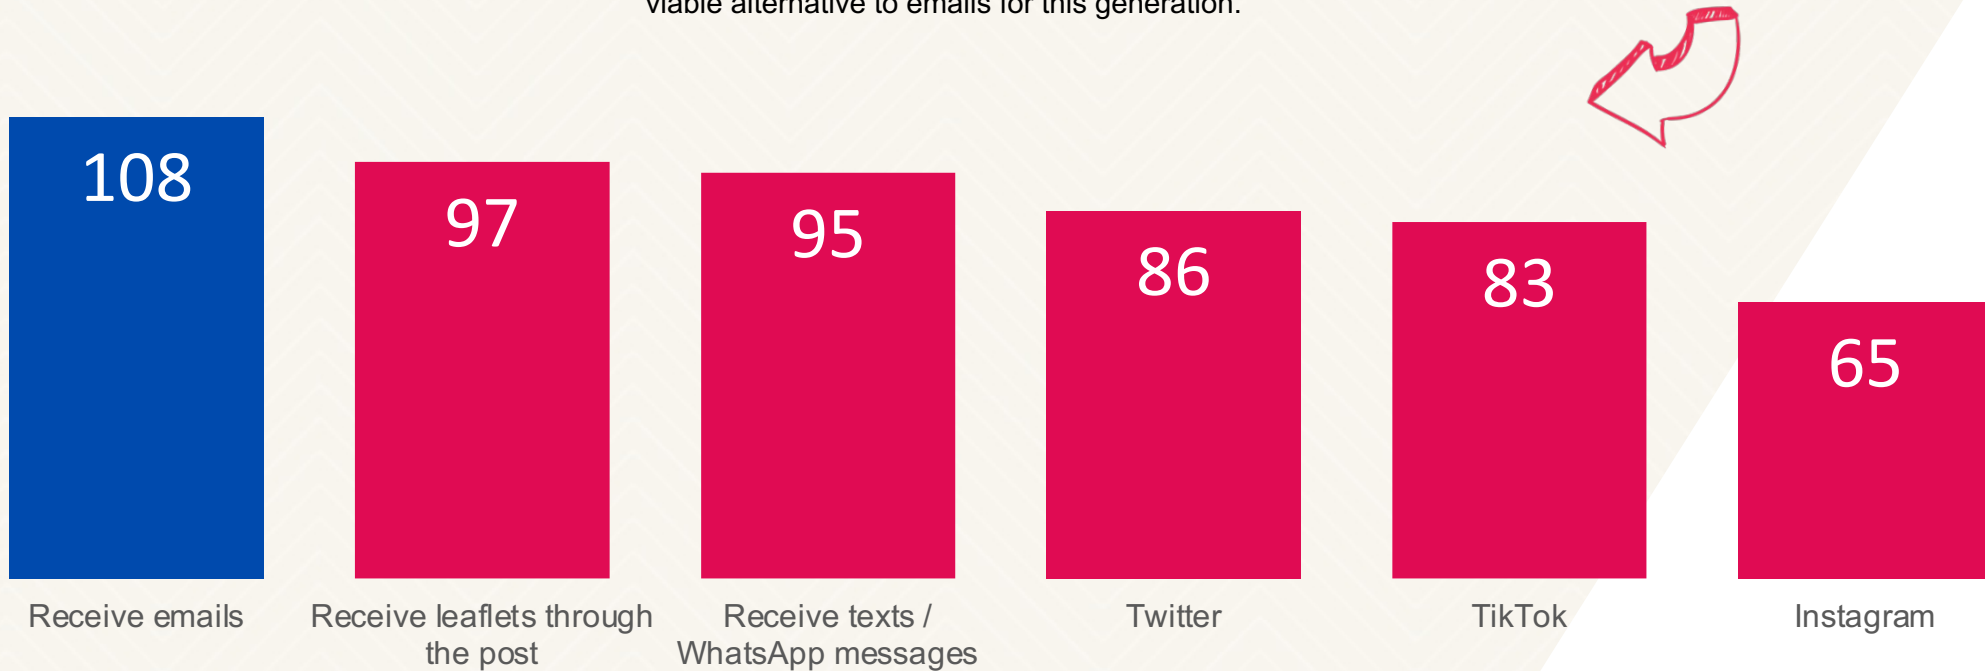 viable alternative to emails for this generation.
108
97
95
86
83
65
Receive emails
Receive leaflets through
the post
Receive texts /
WhatsApp messages
Twitter
TikTok
Instagram